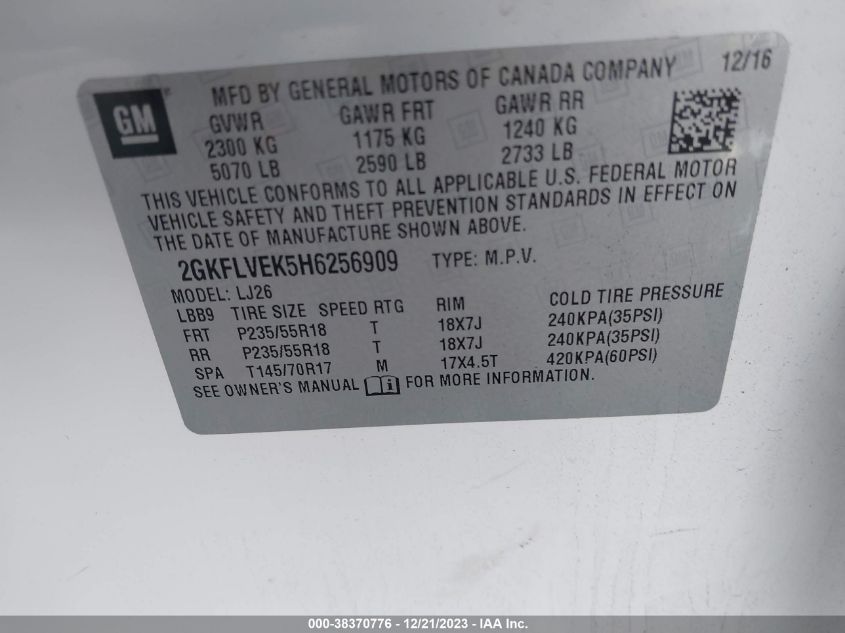 GM
MFD BY GENERAL MOTORS OF CANADA COMPANY 12/16
GVWR GAWR FRT GAWR RR
2300 KG 1175 KG 1240 KG
5070 LB 2590 LB 2733 LB
THIS VEHICLE CONFORMS TO ALL APPLICABLE U.S. FEDERAL MOTOR
VEHICLE SAFETY AND THEFT PREVENTION STANDARDS IN EFFECT ON
THE DATE OF MANUFACTURE SHOWN ABOVE.
2GKFLVEK5H6256909 TYPE: M.P.V.
MODEL: LJ26
LBB9 TIRE SIZE SPEED RTG RIM COLD TIRE PRESSURE
FRT P235/55R18 T 18X7J 240KPA(35PSI)
RR P235/55R18 T 18X7J 240KPA(35PSI)
SPA T145/70R17 M 17X4.5T 420KPA(60PSI)
SEE OWNER'S MANUAL FOR MORE INFORMATION.
000-38370776 - 12/21/2023 - IAA Inc.